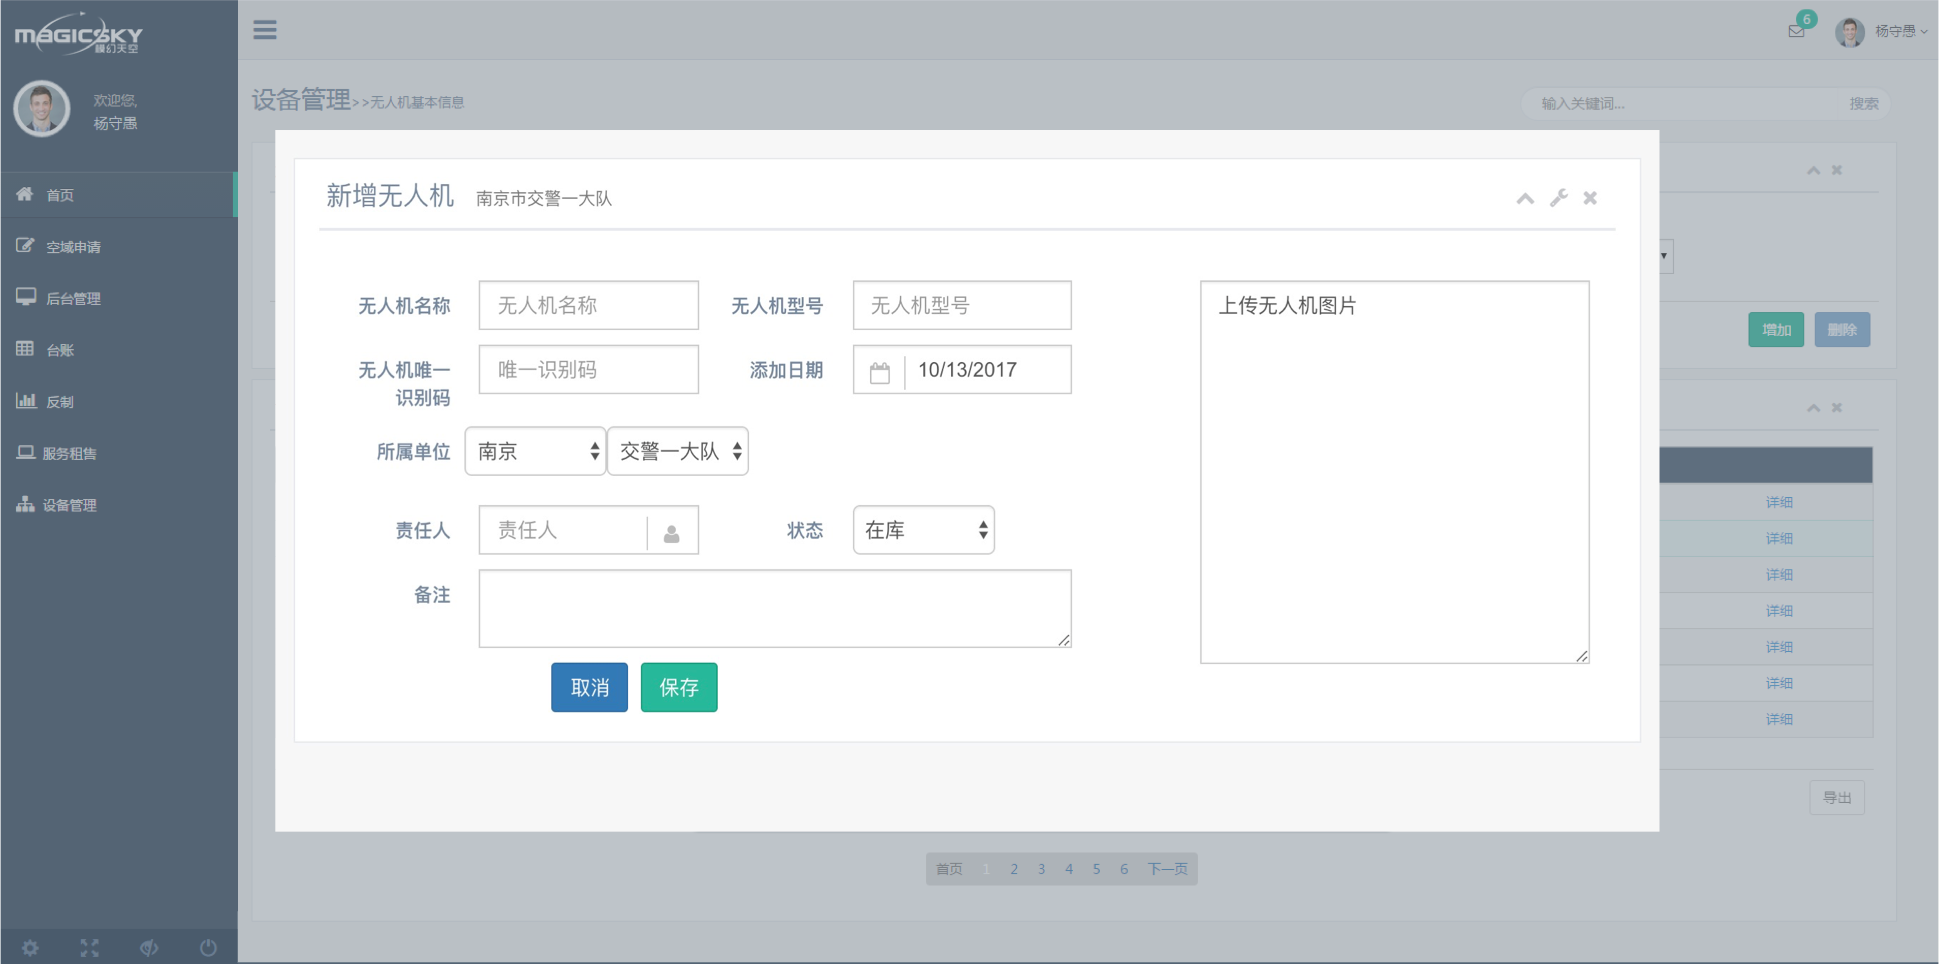 MAGICSKY
魔幻天空
6
杨守愚
欢迎您,
杨守愚
设备管理>>无人机基本信息
输入关键词...
搜索
首页
空域申请
后台管理
台账
反制
服务租售
设备管理
新增无人机 南京市交警一大队
无人机名称 无人机名称 无人机型号 无人机型号 上传无人机图片
无人机唯一 唯一识别码 添加日期 10/13/2017
识别码
所属单位 南京 交警一大队
责任人 责任人 状态 在库
备注
取消 保存
增加 删除
详细
详细
详细
详细
详细
详细
详细
导出
首页 1 2 3 4 5 6 下一页